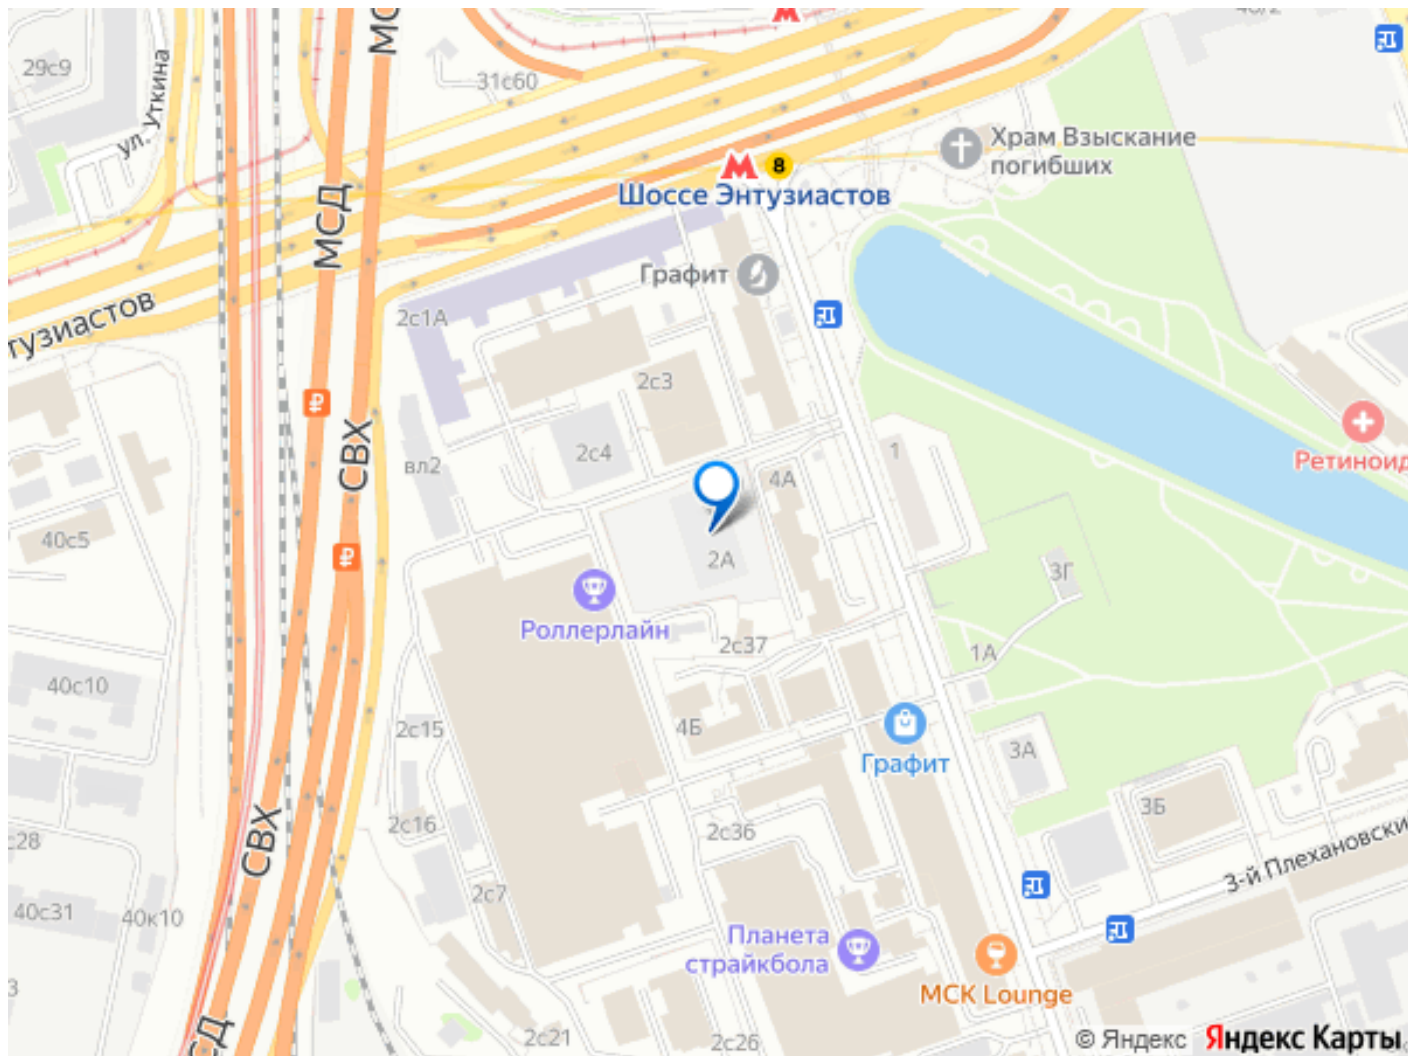 29с9
ул. Уткина
31с60
МСД
Храм Взыскание
погибших
8
Шоссе Энтузиастов
Графит
2с1А
тузиастов
2с3
2с4
вл2
СВХ
4А
1
Ретиноид
40с5
2А
3Г
Роллерлайн
2с37
1А
40с10
4Б
2с15
Графит
3А
3Б
2с16
2с36
СВХ
3-й Плехановски
2с7
40с31
40к10
Планета
страйкбола
МСК Lounge
2с21
2с26
© Яндекс
Яндекс Карты